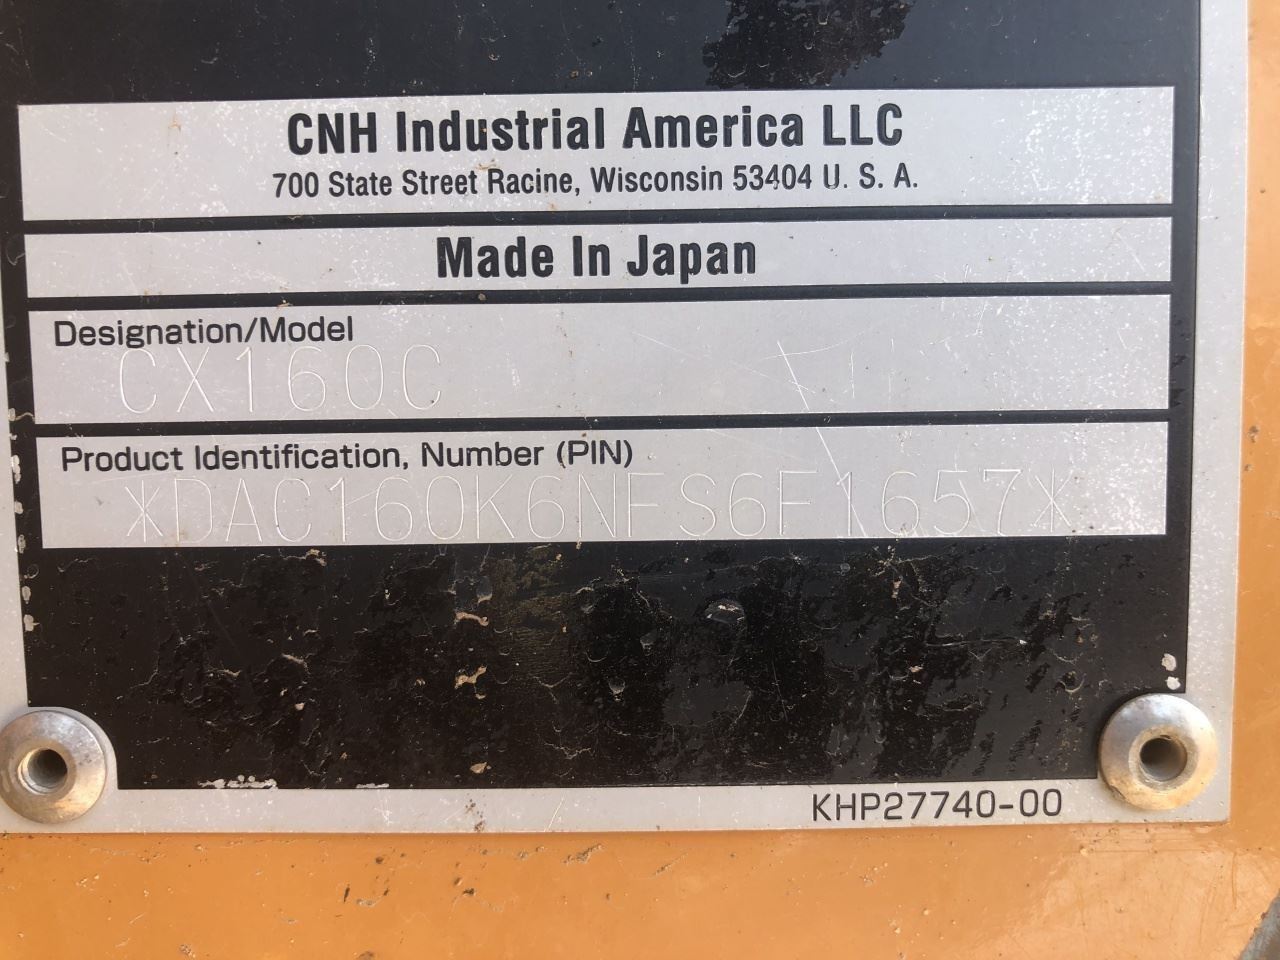 CNH Industrial America LLC
700 State Street Racine, Wisconsin 53404 U. S. A.
Made In Japan
Designation/Model
CX160C
Product Identification, Number (PIN)
*DAC160K6NFS6F1657*
KHP27740-00